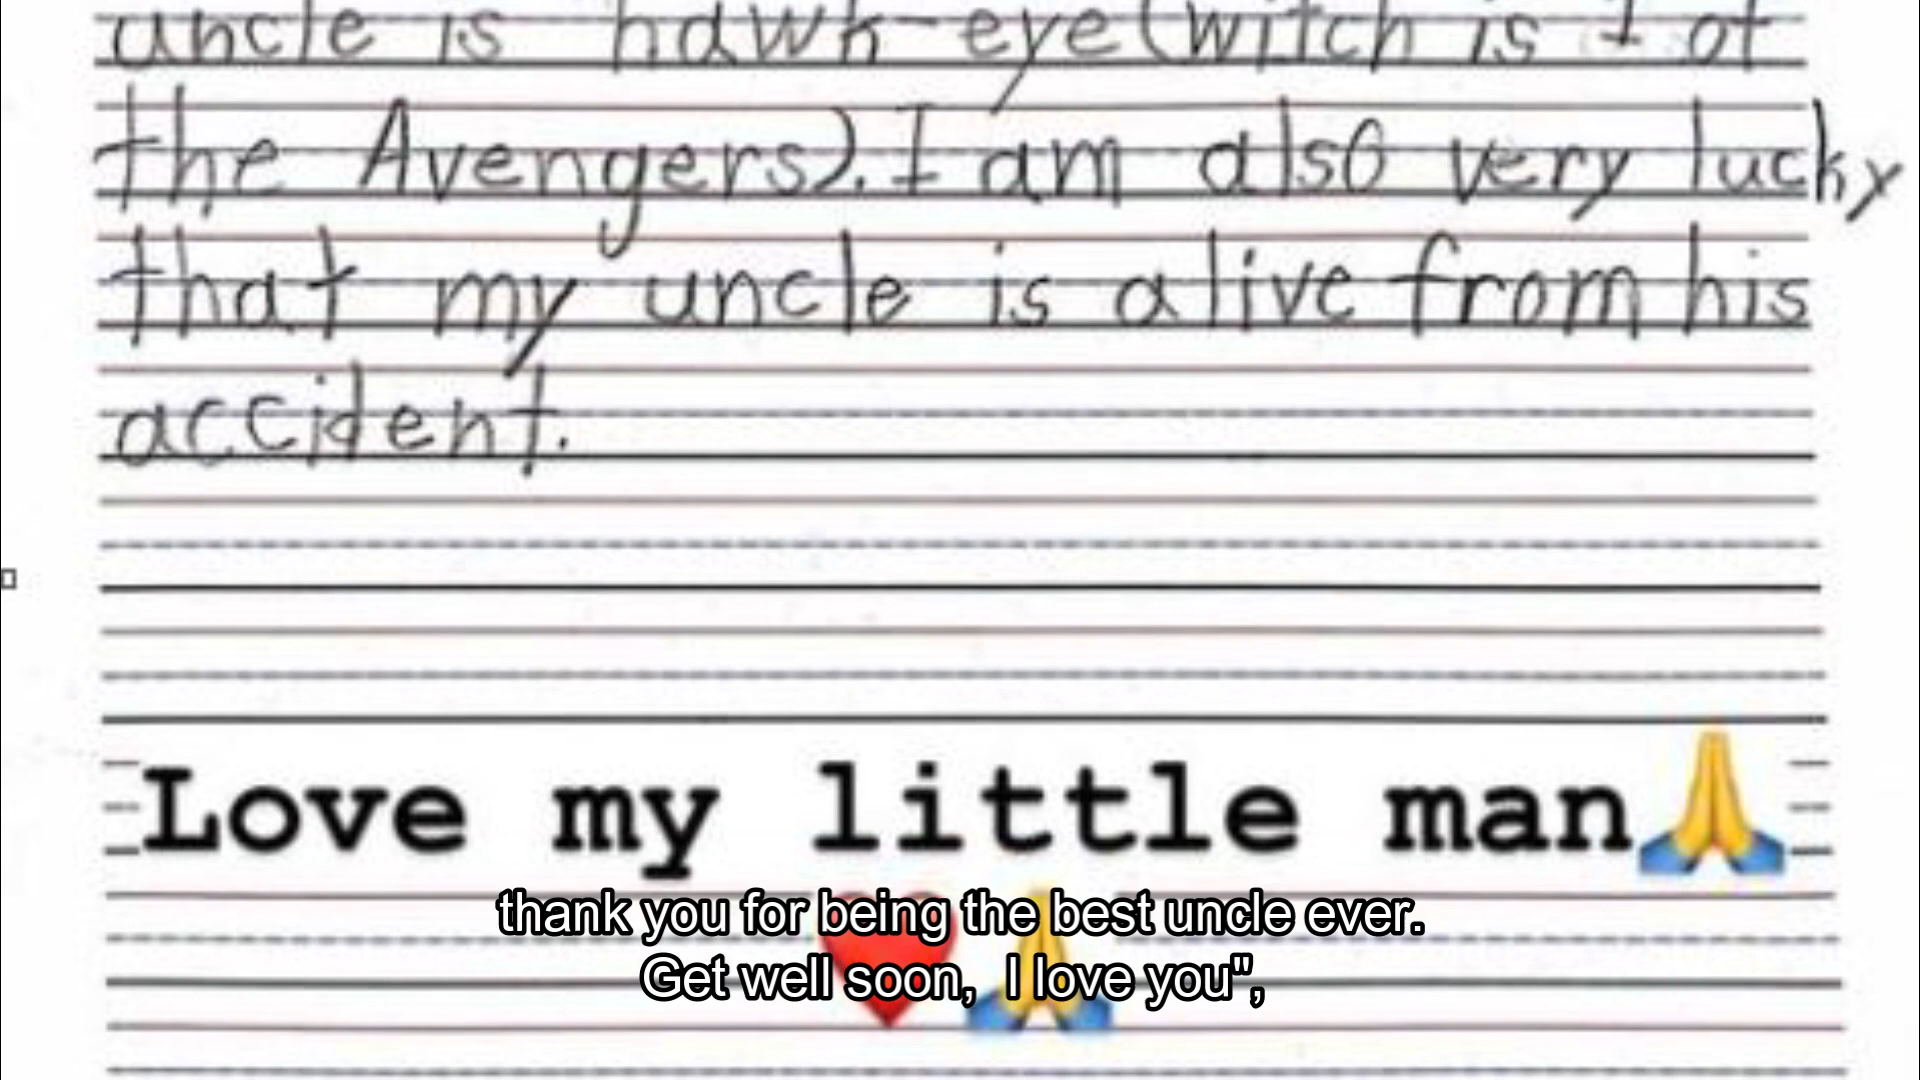 uncle is hawk-eye (witch is 1 of
the Avengers). I am also very lucky
that my uncle is alive from his
accident.
Love my little man🙏
❤️🙏
thank you for being the best uncle ever.
Get well soon, I love you",